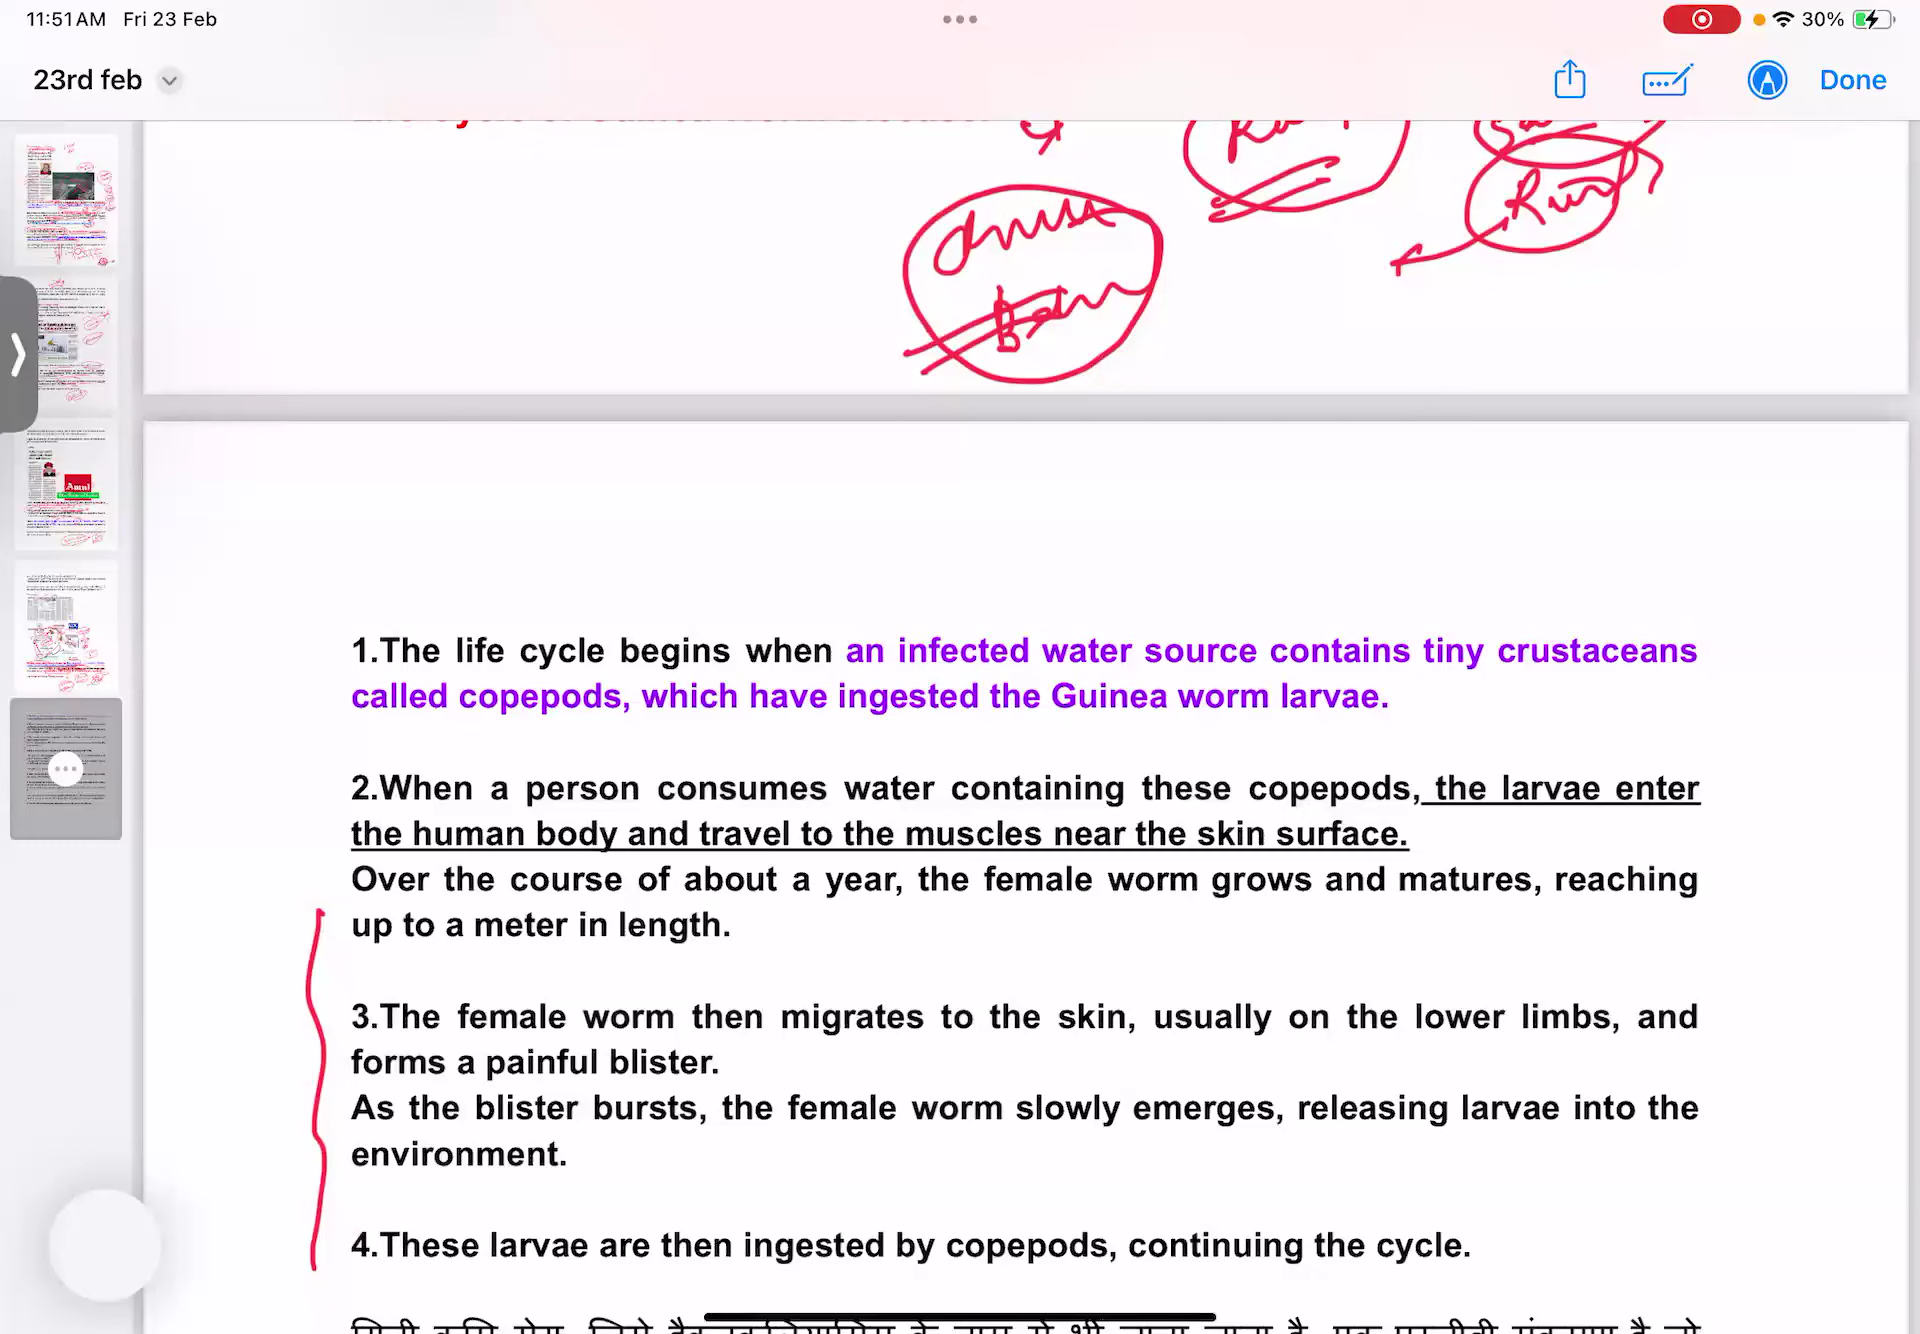 11:51 AM Fri 23 Feb
30%
23rd feb
Done
1.The life cycle begins when an infected water source contains tiny crustaceans
called copepods, which have ingested the Guinea worm larvae.
2.When a person consumes water containing these copepods, the larvae enter
the human body and travel to the muscles near the skin surface.
Over the course of about a year, the female worm grows and matures, reaching
up to a meter in length.
3.The female worm then migrates to the skin, usually on the lower limbs, and
forms a painful blister.
As the blister bursts, the female worm slowly emerges, releasing larvae into the
environment.
4.These larvae are then ingested by copepods, continuing the cycle.